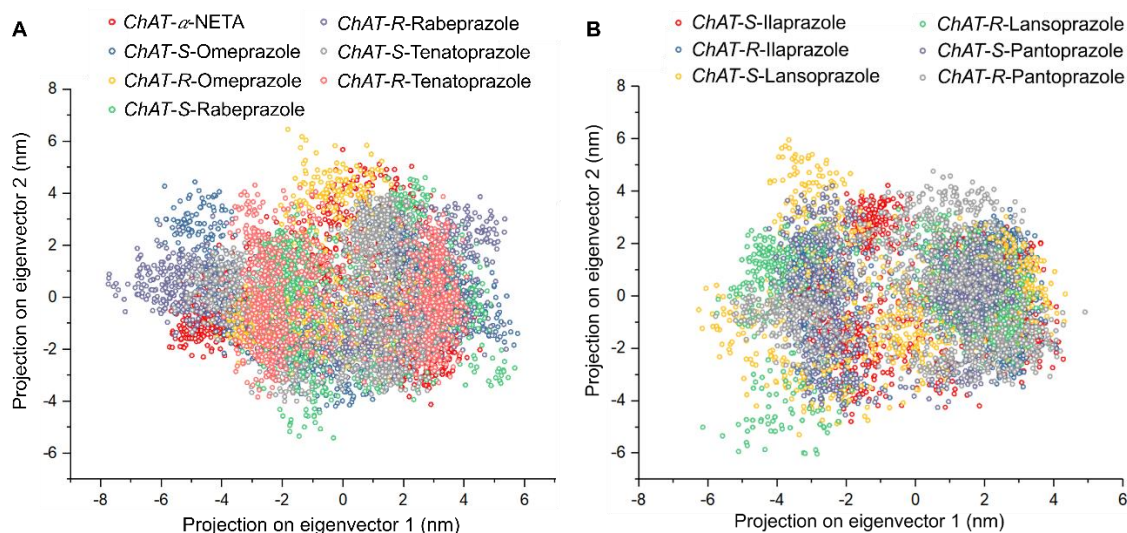 A
ChAT-α-NETA
ChAT-S-Omeprazole
ChAT-R-Omeprazole
ChAT-S-Rabeprazole
ChAT-R-Rabeprazole
ChAT-S-Tenatoprazole
ChAT-R-Tenatoprazole
8
6
4
2
0
-2
-4
-6
Projection on eigenvector 2 (nm)
-8 -6 -4 -2 0 2 4 6
Projection on eigenvector 1 (nm)
B
ChAT-S-Ilaprazole
ChAT-R-Ilaprazole
ChAT-S-Lansoprazole
ChAT-R-Lansoprazole
ChAT-S-Pantoprazole
ChAT-R-Pantoprazole
8
6
4
2
0
-2
-4
-6
Projection on eigenvector 2 (nm)
-8 -6 -4 -2 0 2 4 6
Projection on eigenvector 1 (nm)